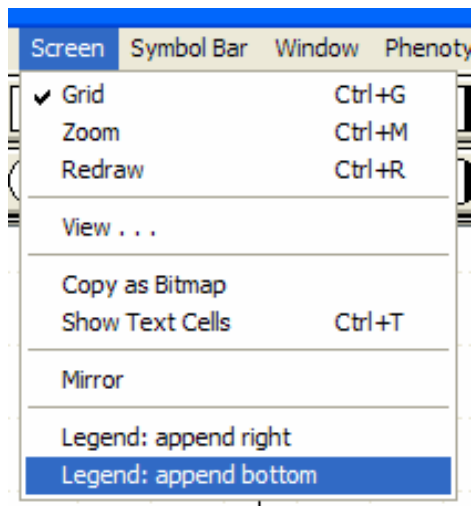 Screen Symbol Bar Window Phenoty
Grid Ctrl+G
Zoom Ctrl+M
Redraw Ctrl+R
View . . .
Copy as Bitmap
Show Text Cells Ctrl+T
Mirror
Legend: append right
Legend: append bottom